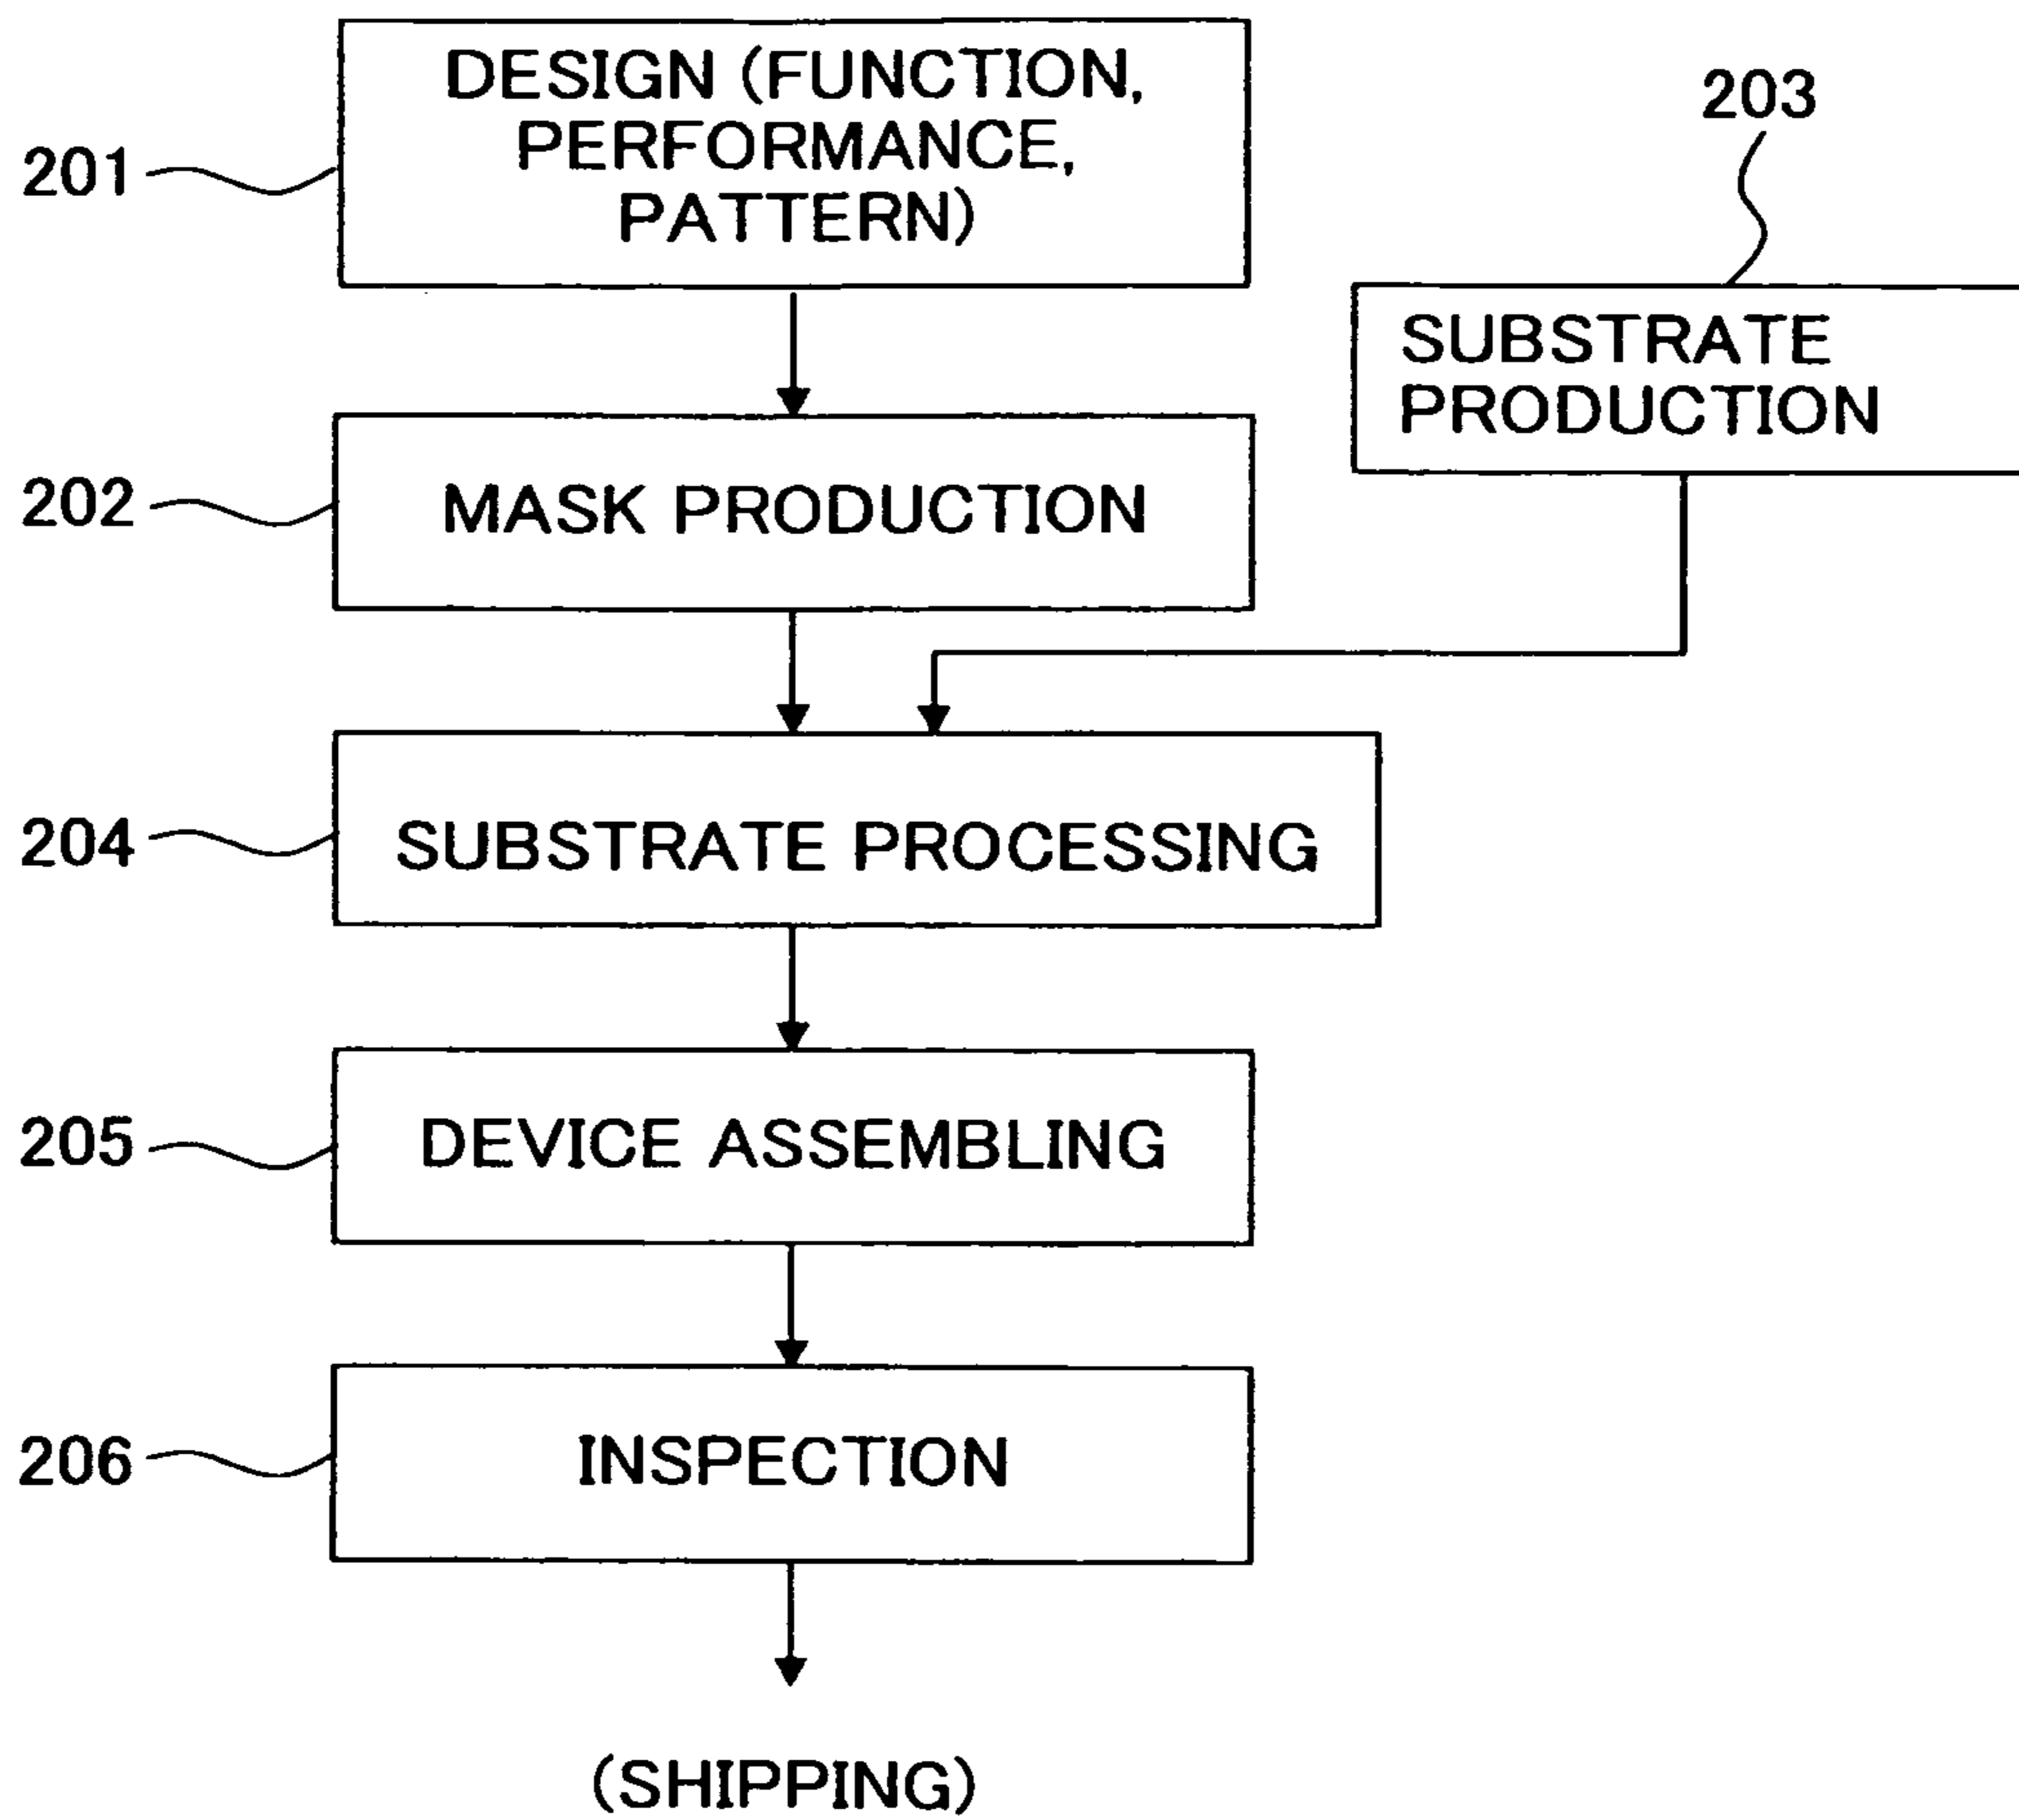 DESIGN (FUNCTION,
PERFORMANCE,
PATTERN)
201
203
SUBSTRATE
PRODUCTION
202
MASK PRODUCTION
204
SUBSTRATE PROCESSING
205
DEVICE ASSEMBLING
206
INSPECTION
(SHIPPING)